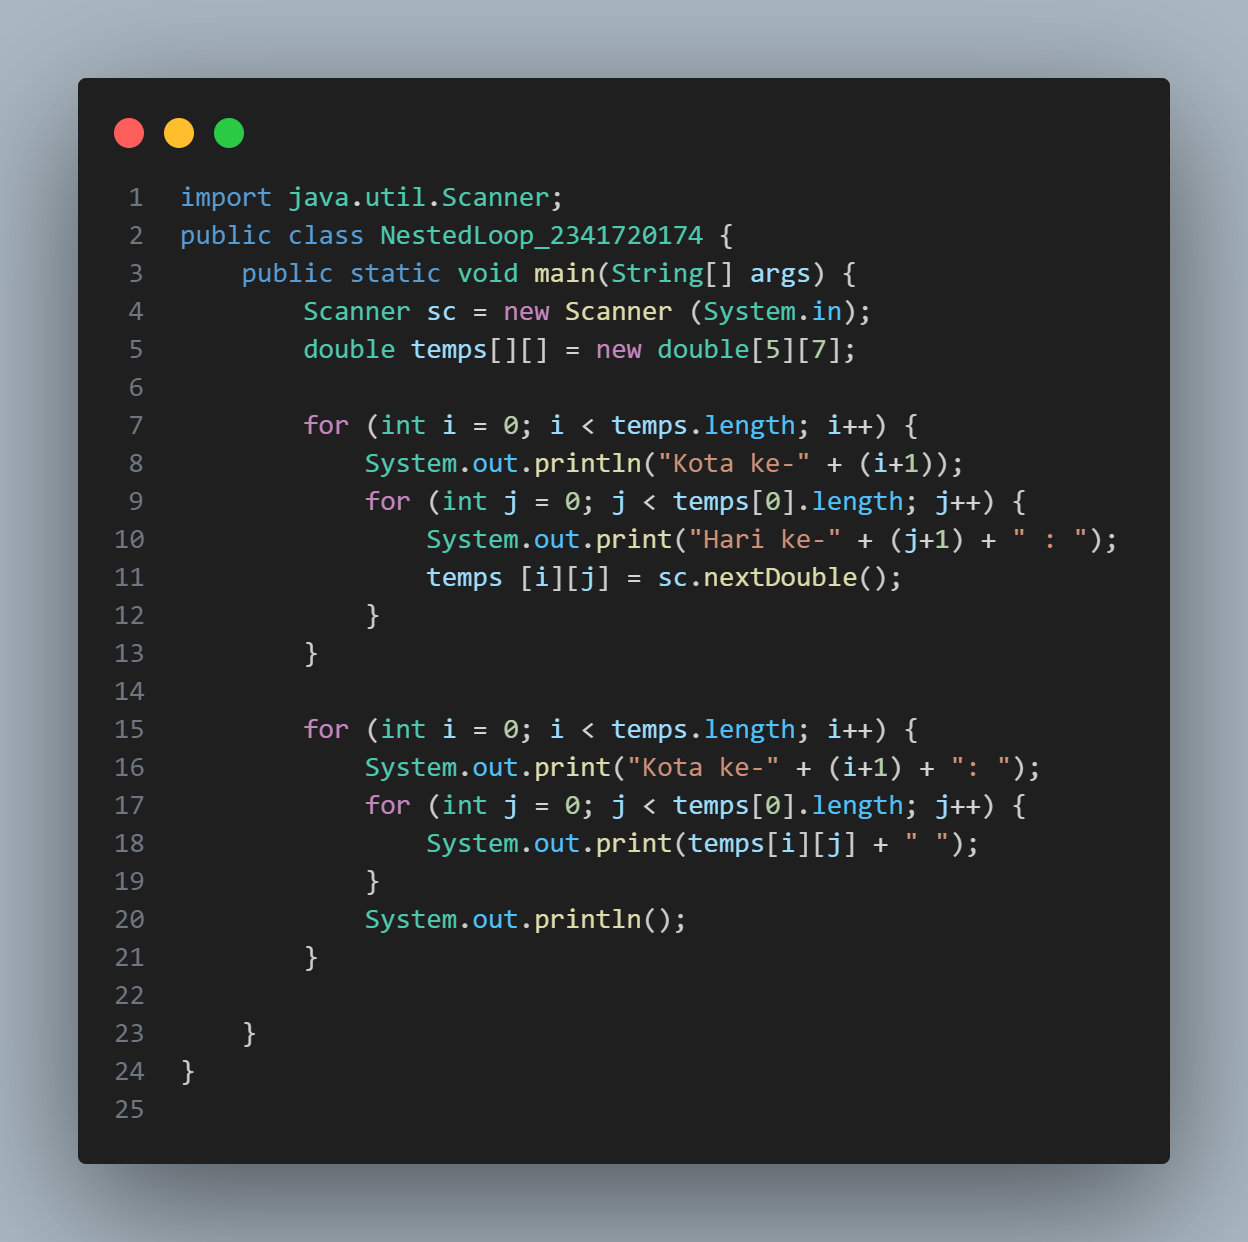 1 import java.util.Scanner;
2 public class NestedLoop_2341720174 {
3     public static void main(String[] args) {
4         Scanner sc = new Scanner (System.in);
5         double temps[][] = new double[5][7];
6
7         for (int i = 0; i < temps.length; i++) {
8             System.out.println("Kota ke-" + (i+1));
9             for (int j = 0; j < temps[0].length; j++) {
10                 System.out.print("Hari ke-" + (j+1) + " : ");
11                 temps [i][j] = sc.nextDouble();
12             }
13         }
14
15         for (int i = 0; i < temps.length; i++) {
16             System.out.print("Kota ke-" + (i+1) + ": ");
17             for (int j = 0; j < temps[0].length; j++) {
18                 System.out.print(temps[i][j] + " ");
19             }
20             System.out.println();
21         }
22
23     }
24 }
25